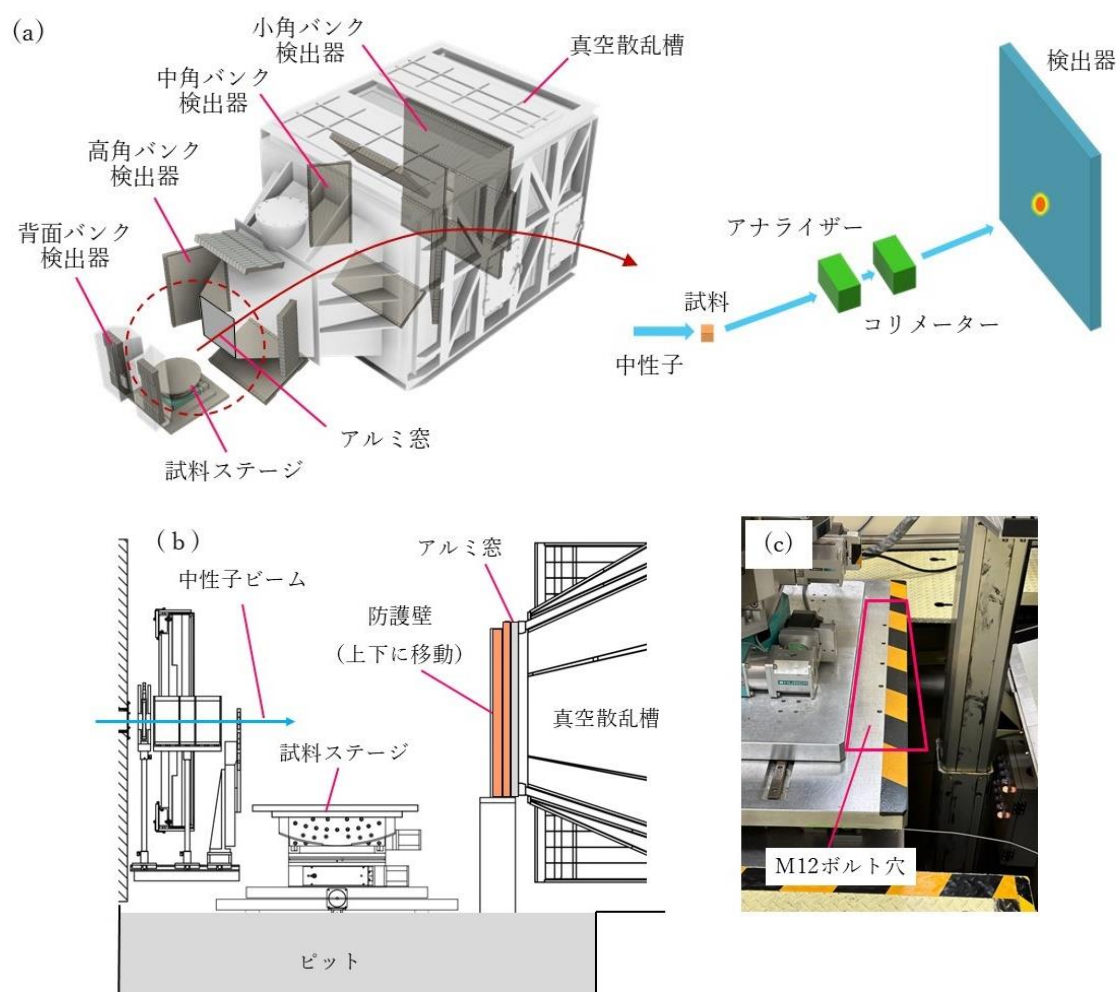 (a)
小角バンク
検出器
真空散乱槽
検出器
中角バンク
検出器
高角バンク
検出器
背面バンク
検出器
アナライザー
試料
コリメーター
中性子
アルミ窓
試料ステージ
(b)
アルミ窓
中性子ビーム
防護壁
(上下に移動)
真空散乱槽
試料ステージ
ピット
(c)
M12ボルト穴